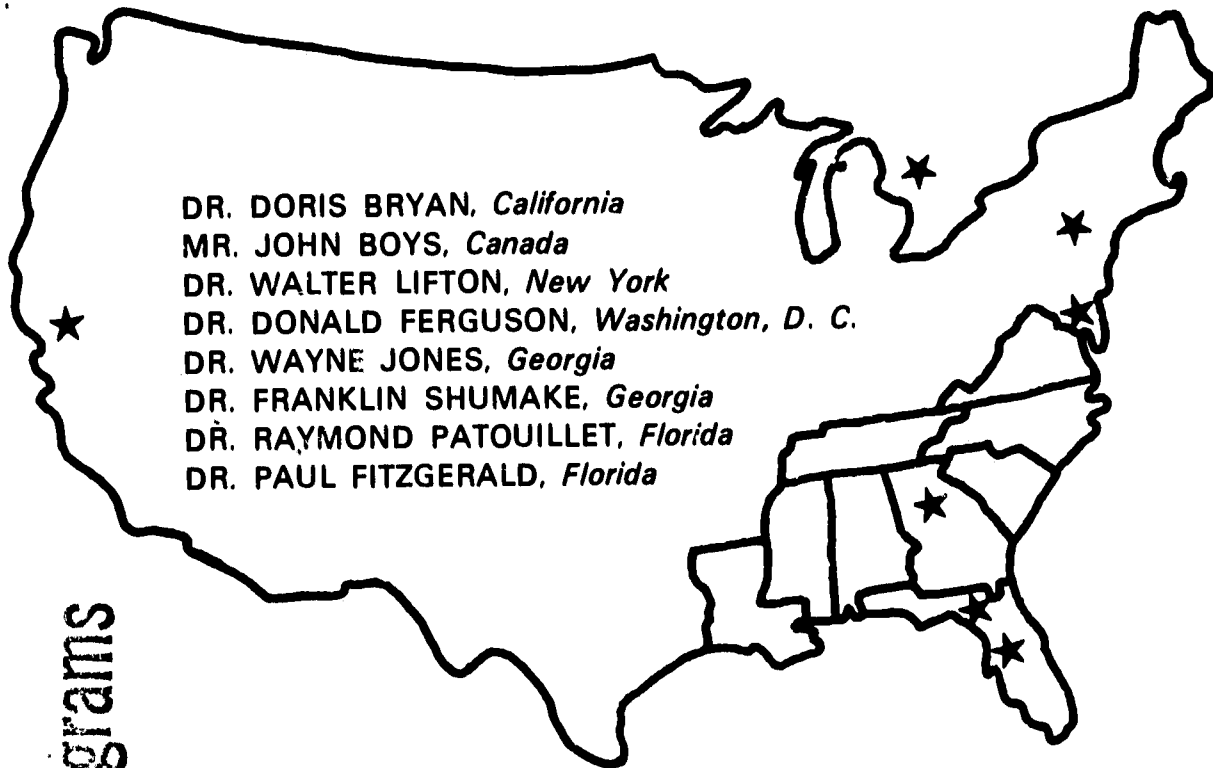 DR. DORIS BRYAN, California
MR. JOHN BOYS, Canada
DR. WALTER LIFTON, New York
DR. DONALD FERGUSON, Washington, D. C.
DR. WAYNE JONES, Georgia
DR. FRANKLIN SHUMAKE, Georgia
DR. RAYMOND PATOUILLET, Florida
DR. PAUL FITZGERALD, Florida
grams